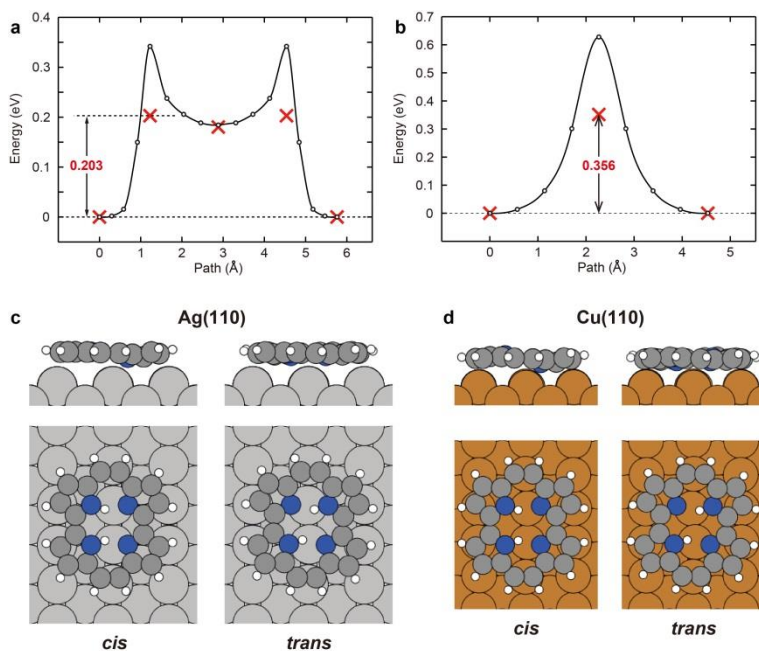 a
0.4
0.3
0.2
0.1
0
Energy (eV)
0.203
0 1 2 3 4 5 6
Path (Å)
b
0.7
0.6
0.5
0.4
0.3
0.2
0.1
0
Energy (eV)
0.356
0 1 2 3 4 5
Path (Å)
c
Ag(110)
cis trans
d
Cu(110)
cis trans